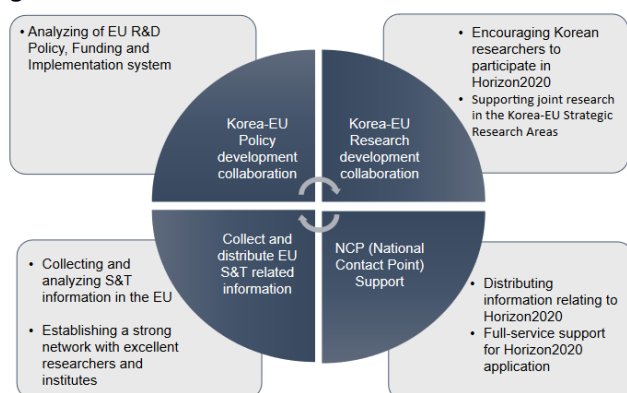 • Analyzing of EU R&D
Policy, Funding and
Implementation system
• Encouraging Korean
researchers to
participate in
Horizon2020
• Supporting joint research
in the Korea-EU Strategic
Research Areas
Korea-EU
Policy
development
collaboration
Korea-EU
Research
development
collaboration
Collect and
distribute EU
S&T related
information
NCP (National
Contact Point)
Support
• Collecting and
analyzing S&T
information in the EU
• Establishing a strong
network with excellent
researchers and
institutes
• Distributing
information relating to
Horizon2020
• Full-service support
for Horizon2020
application